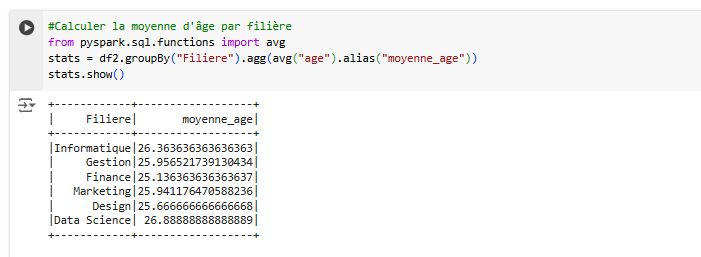 #Calculer la moyenne d'âge par filière
from pyspark.sql.functions import avg
stats = df2.groupBy("Filiere").agg(avg("age").alias("moyenne_age"))
stats.show()
+------------+------------------+
|     Filiere|       moyenne_age|
+------------+------------------+
|Informatique|26.363636363636363|
|     Gestion|25.956521739130434|
|     Finance|25.136363636363637|
|   Marketing|25.941176470588236|
|      Design|25.666666666666668|
|Data Science| 26.88888888888889|
+------------+------------------+